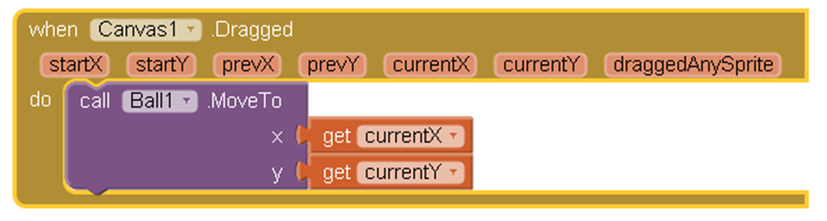 when Canvas1 .Dragged
startX startY prevX prevY currentX currentY draggedAnySprite
do call Ball1 .MoveTo
x get currentX
y get currentY